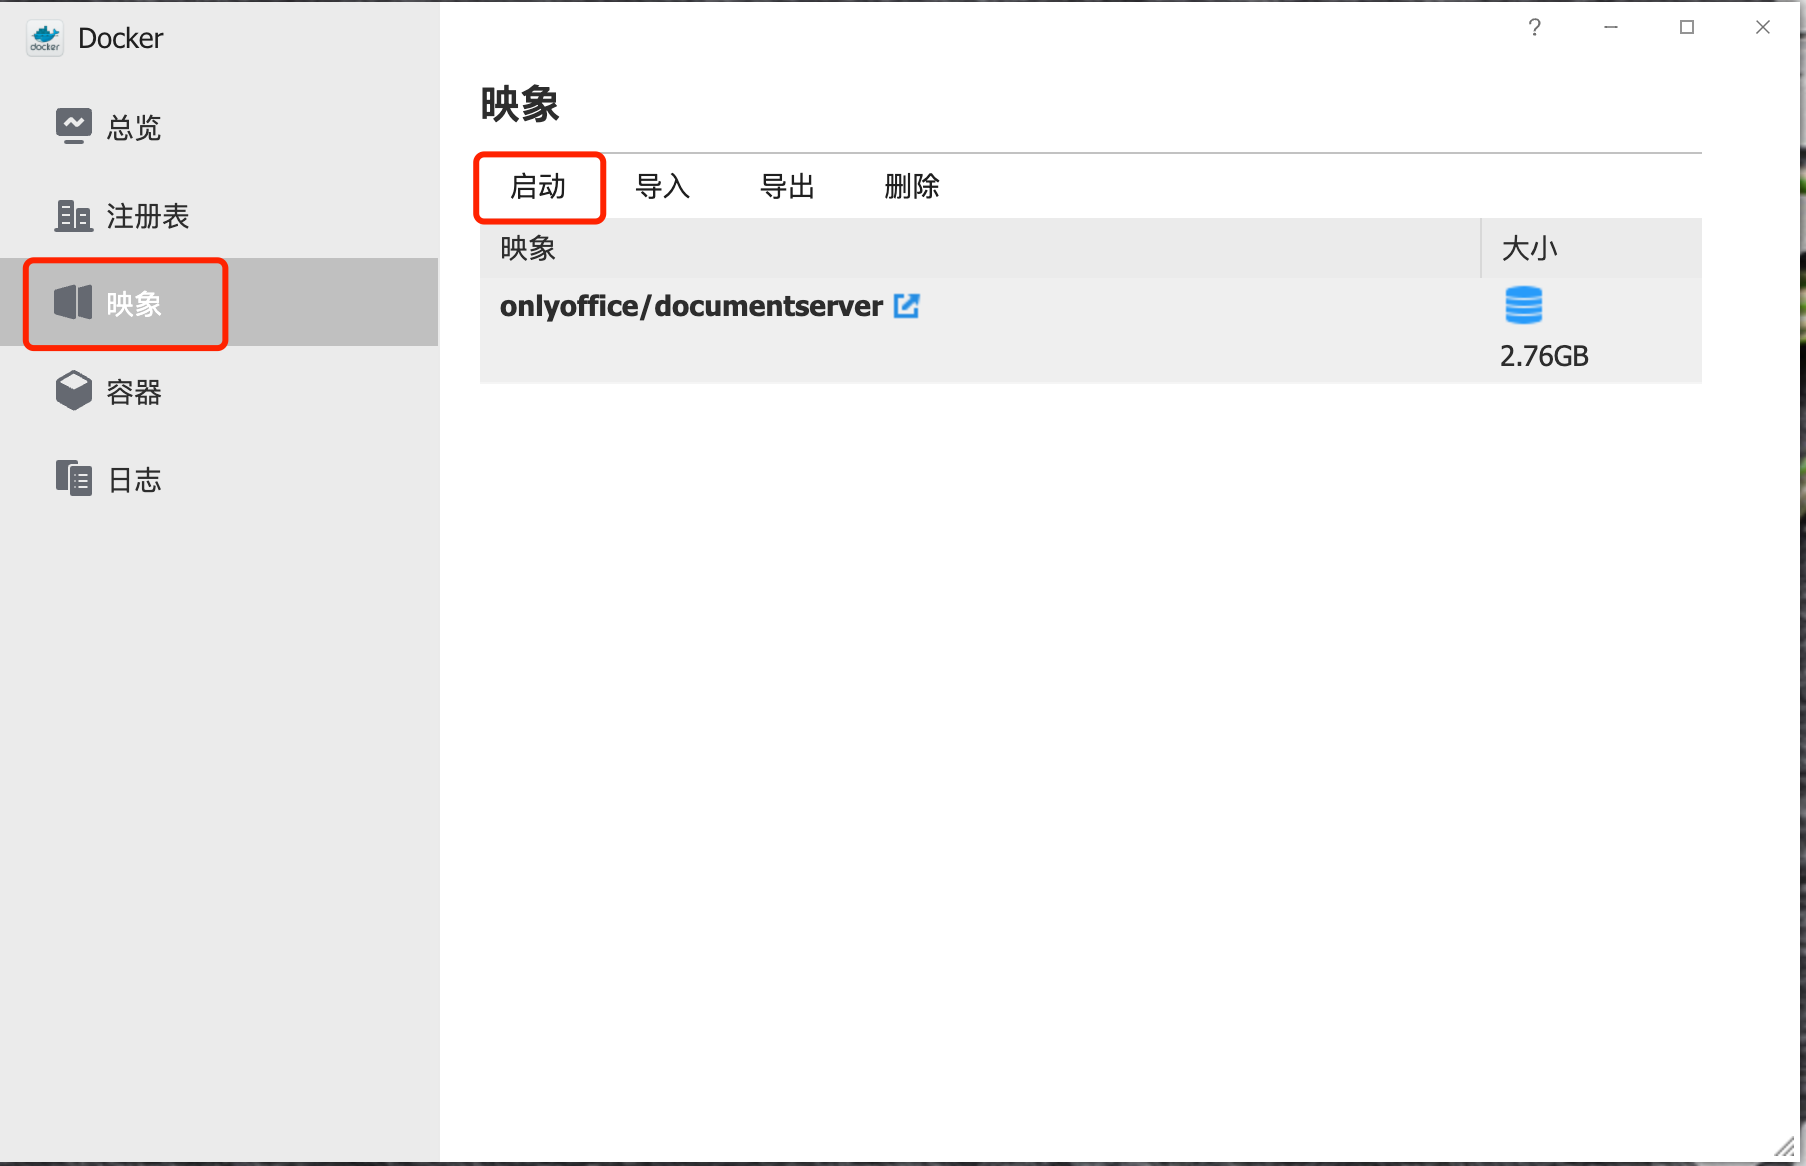 docker Docker
总览
注册表
映象
容器
日志
?
映象
启动 导入 导出 删除
映象 大小
onlyoffice/documentserver
2.76GB